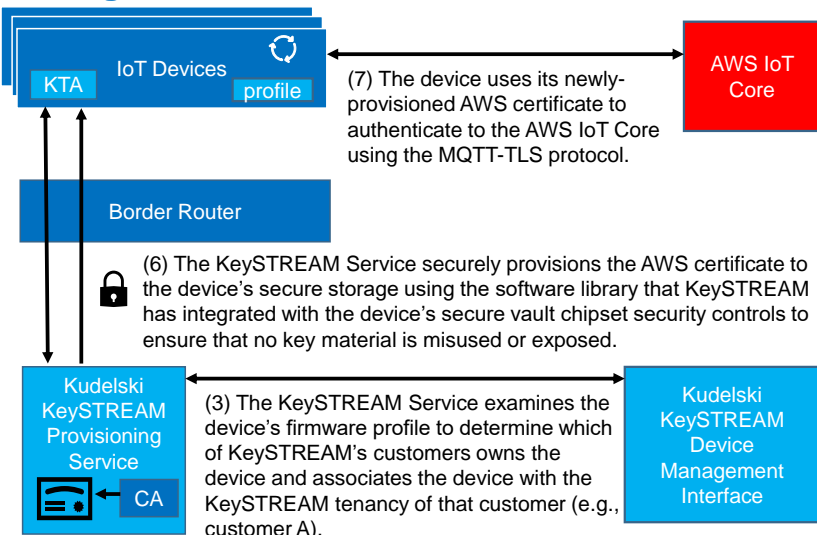 IoT Devices
KTA
profile
AWS IoT
Core
(7) The device uses its newly-
provisioned AWS certificate to
authenticate to the AWS IoT Core
using the MQTT-TLS protocol.
Border Router
(6) The KeySTREAM Service securely provisions the AWS certificate to
the device's secure storage using the software library that KeySTREAM
has integrated with the device's secure vault chipset security controls to
ensure that no key material is misused or exposed.
Kudelski
KeySTREAM
Provisioning
Service
CA
(3) The KeySTREAM Service examines the
device's firmware profile to determine which
of KeySTREAM's customers owns the
device and associates the device with the
KeySTREAM tenancy of that customer (e.g.,
customer A).
Kudelski
KeySTREAM
Device
Management
Interface